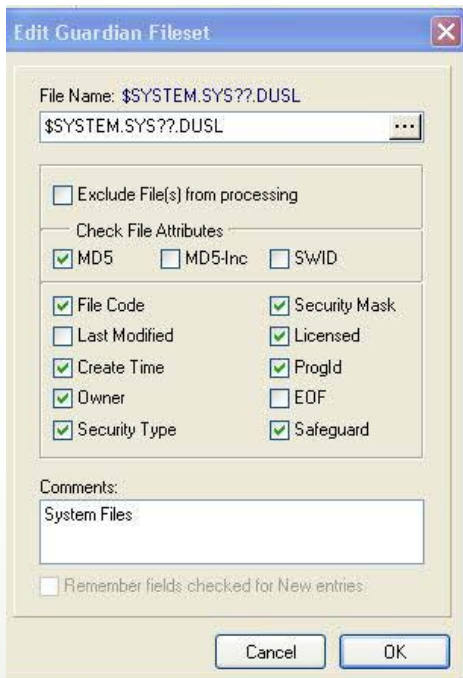 Edit Guardian Fileset
File Name: $SYSTEM.SYS??.DUSL
$SYSTEM.SYS??.DUSL
...
Exclude File(s) from processing
Check File Attributes
MD5 MD5-Inc SWID
File Code Security Mask
Last Modified Licensed
Create Time ProgId
Owner EOF
Security Type Safeguard
Comments:
System Files
Remember fields checked for New entries
Cancel OK